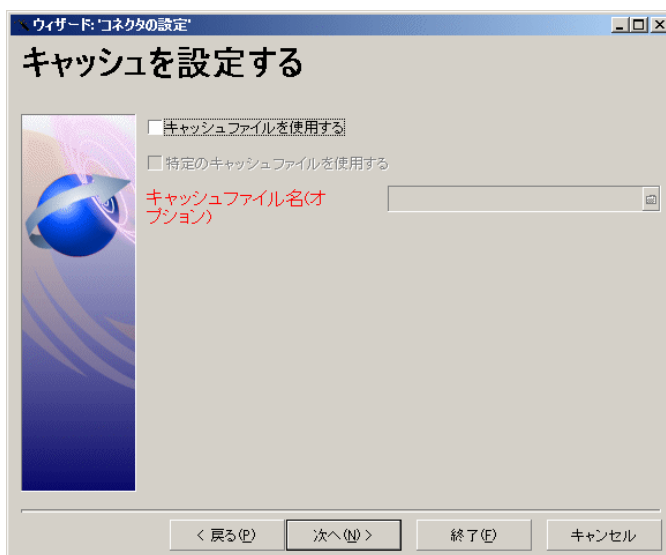 ウィザード: 'コネクタの設定'
キャッシュを設定する
キャッシュファイルを使用する
特定のキャッシュファイルを使用する
キャッシュファイル名(オ
プション)
< 戻る(P)
次へ(N) >
終了(F)
キャンセル